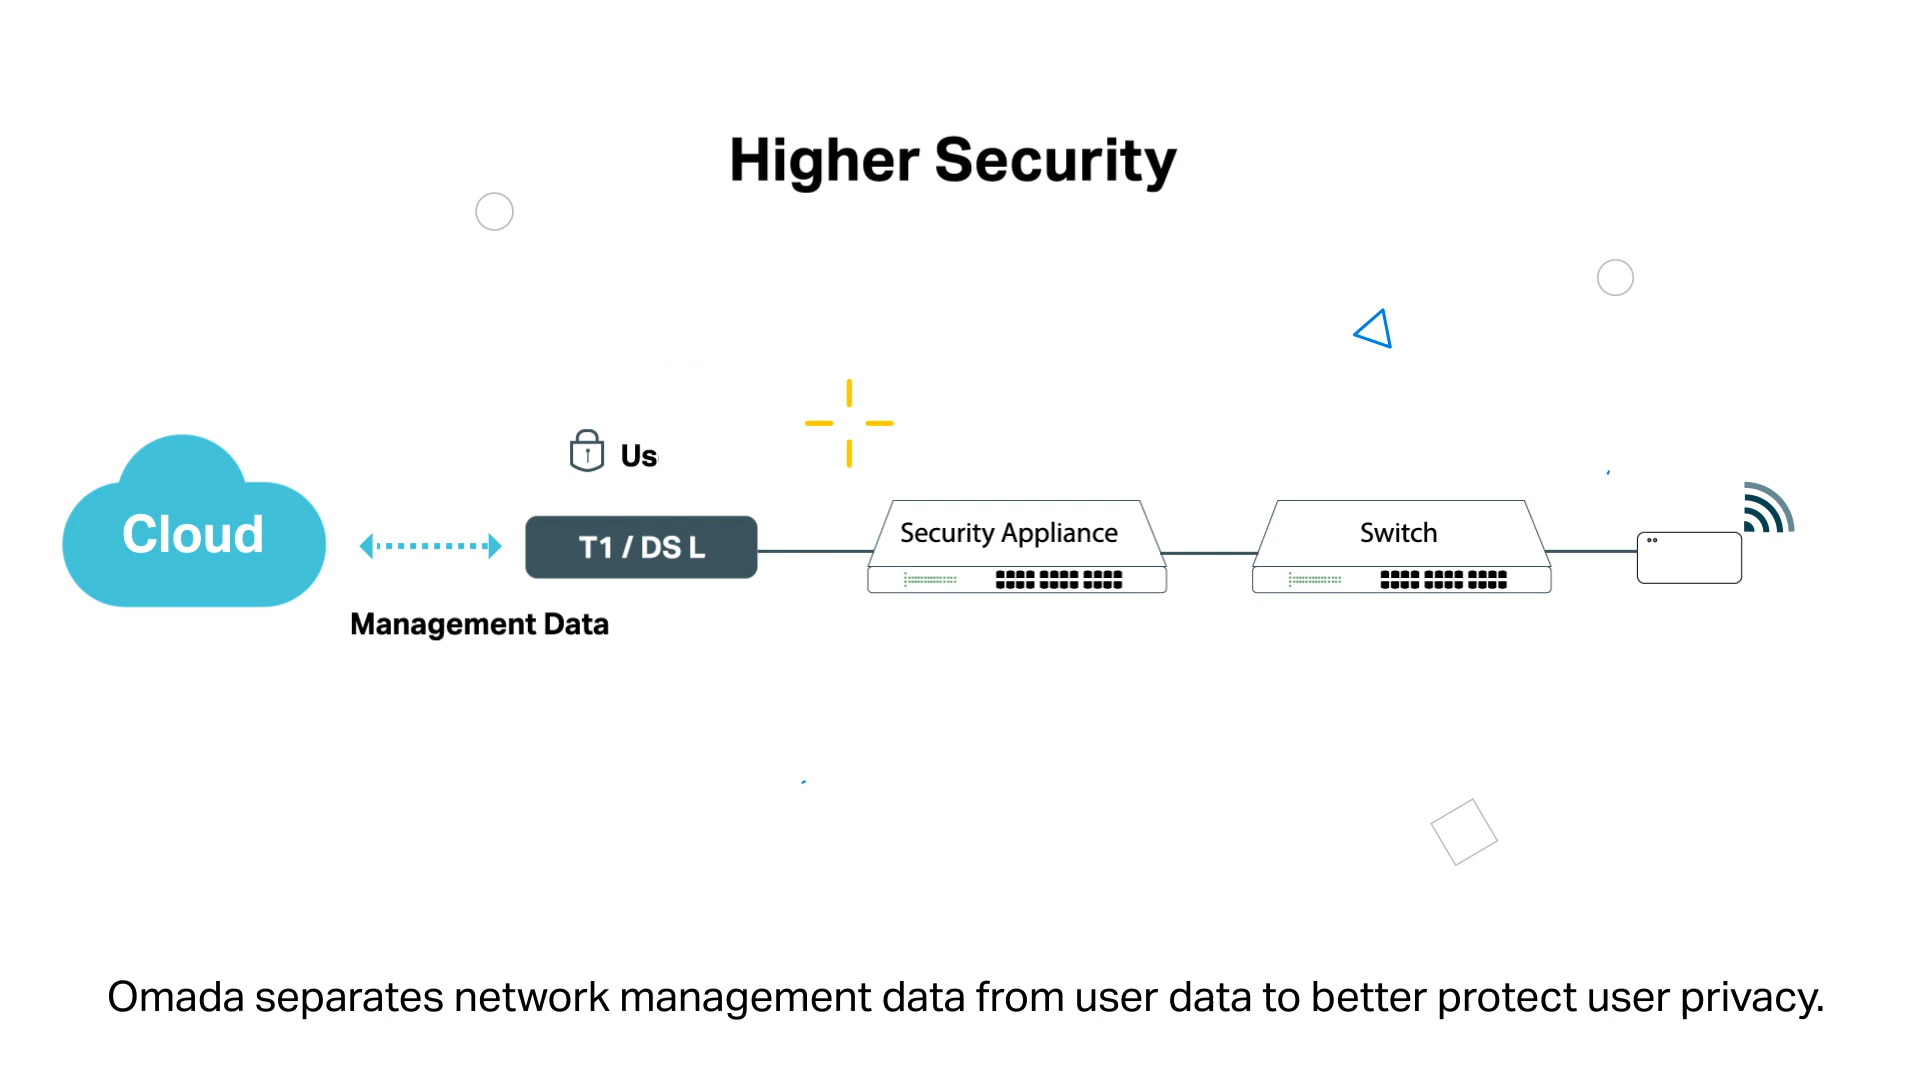 Higher Security
Us
Cloud
T1 / DS L
Security Appliance
Switch
Management Data
Omada separates network management data from user data to better protect user privacy.